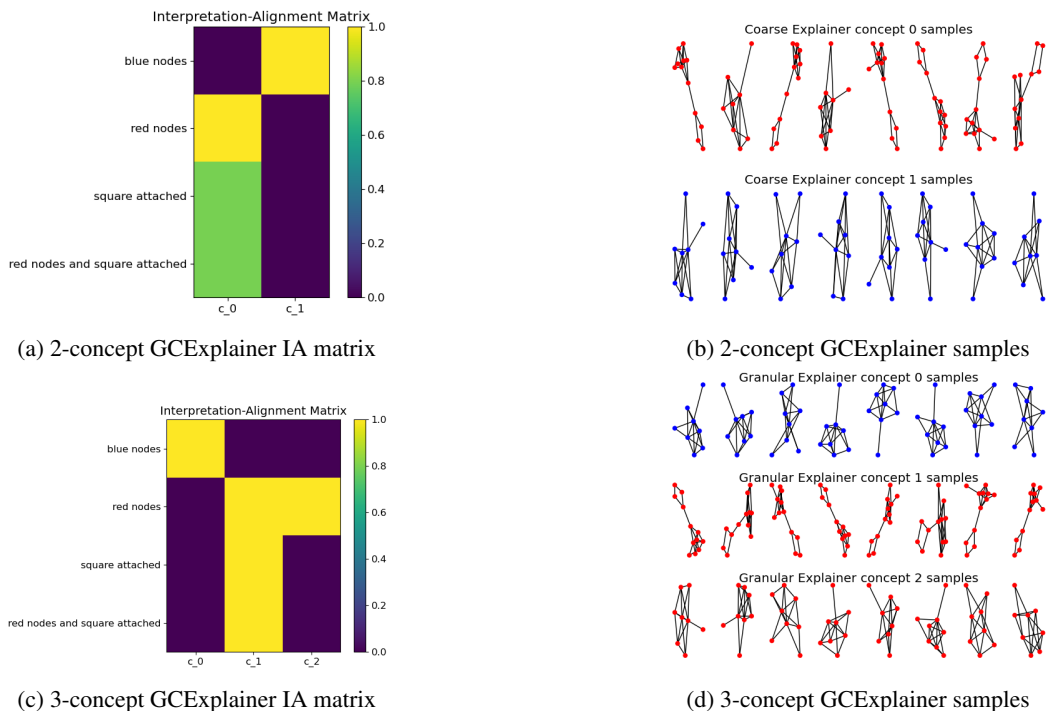 Interpretation-Alignment Matrix
blue nodes
red nodes
square attached
red nodes and square attached
c_0
c_1
1.0
0.8
0.6
0.4
0.2
0.0
(a) 2-concept GCExplainer IA matrix
Coarse Explainer concept 0 samples
Coarse Explainer concept 1 samples
(b) 2-concept GCExplainer samples
Interpretation-Alignment Matrix
blue nodes
red nodes
square attached
red nodes and square attached
c_0
c_1
c_2
1.0
0.8
0.6
0.4
0.2
0.0
(c) 3-concept GCExplainer IA matrix
Granular Explainer concept 0 samples
Granular Explainer concept 1 samples
Granular Explainer concept 2 samples
(d) 3-concept GCExplainer samples